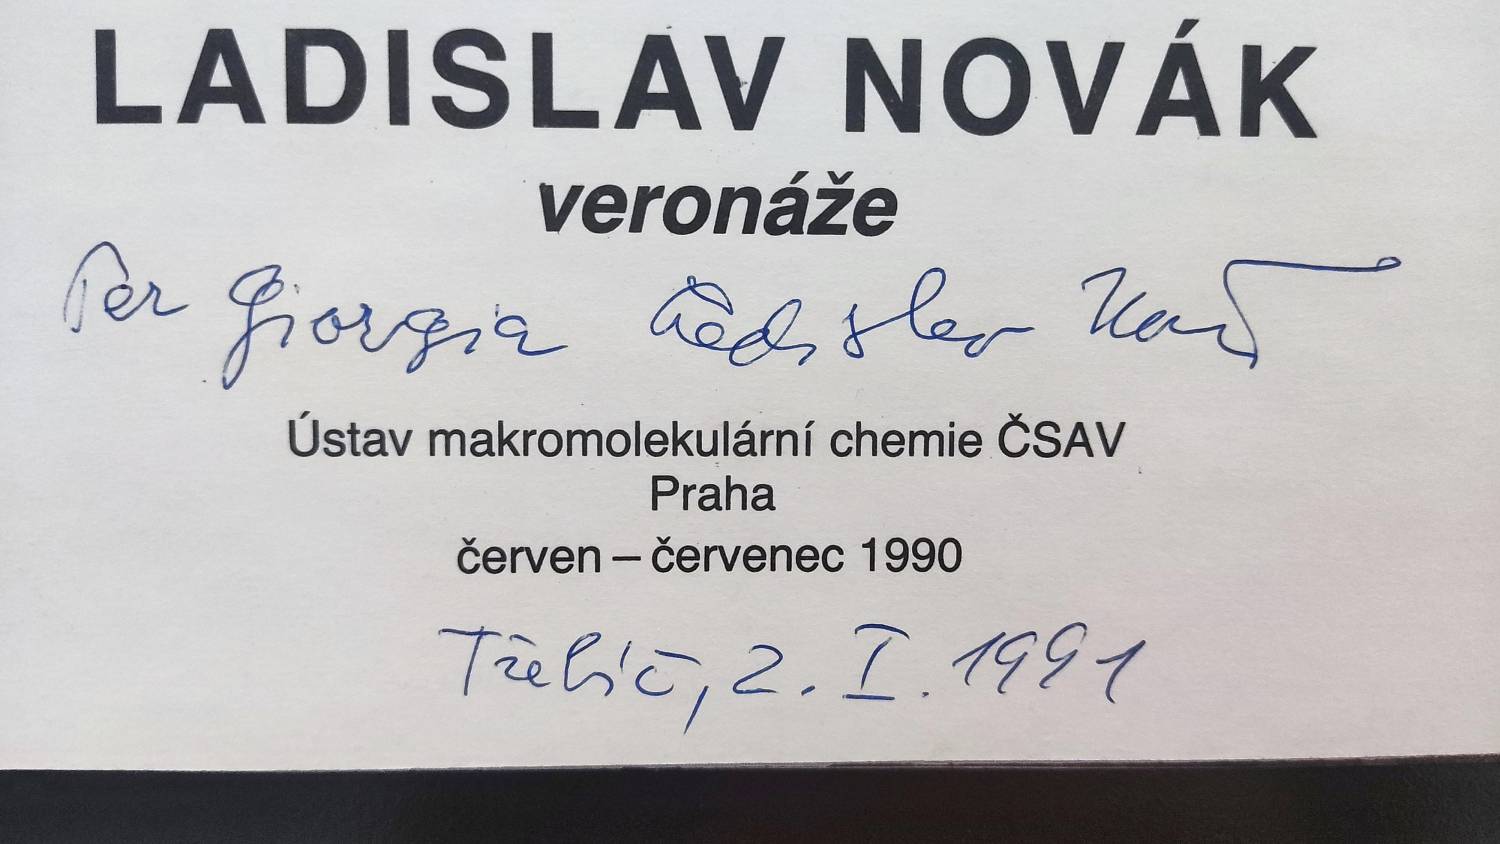 LADISLAV NOVÁK
veronáže
Per Giorgia Ladislav Novák
Ústav makromolekulární chemie ČSAV
Praha
červen – červenec 1990
Třebíč, 2. I. 1991